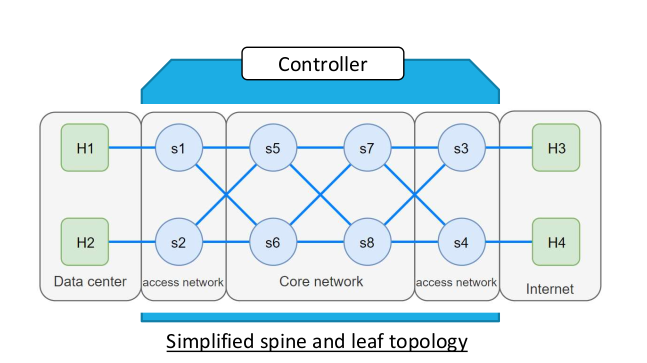 Controller
H1 s1 s5 s7 s3 H3
H2 s2 s6 s8 s4 H4
Data center access network Core network access network Internet
Simplified spine and leaf topology